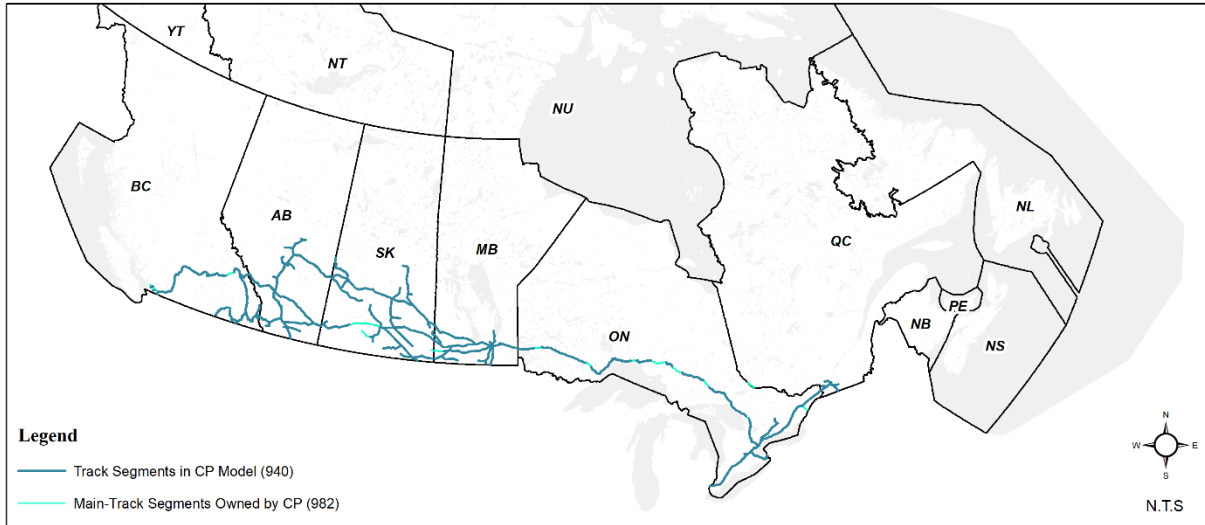 YT
NT
NU
BC
AB
SK
MB
QC
NL
ON
NB
PE
NS
Legend
Track Segments in CP Model (940)
Main-Track Segments Owned by CP (982)
N
W
E
S
N.T.S